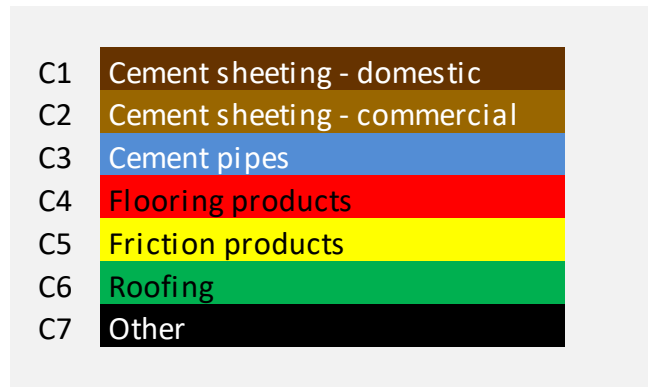 C1 Cement sheeting - domestic
C2 Cement sheeting - commercial
C3 Cement pipes
C4 Flooring products
C5 Friction products
C6 Roofing
C7 Other